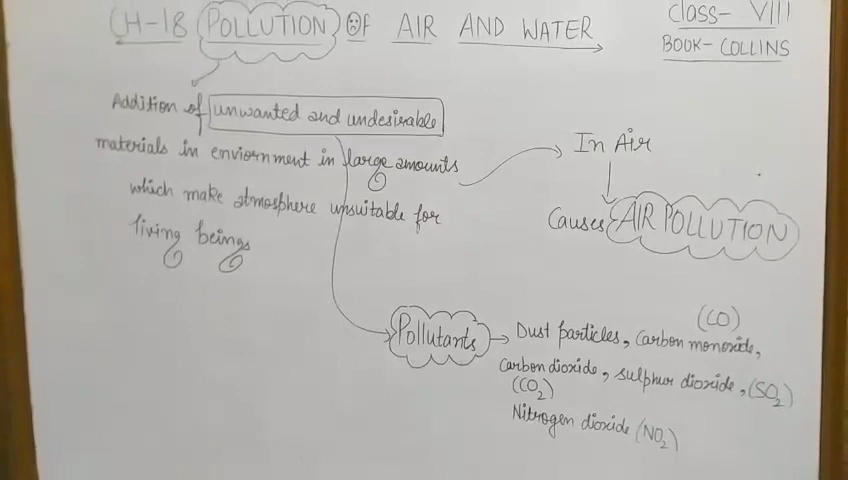 CH-18 POLLUTION OF AIR AND WATER
Class- VIII
BOOK- COLLINS
Addition of unwanted and undesirable
materials in enviornment in large amounts
which make atmosphere unsuitable for
living beings
In Air
Causes AIR POLLUTION
Pollutants → Dust particles, Carbon monoxide, (CO)
Carbon dioxide, sulphur dioxide, (SO2)
(CO2)
Nitrogen dioxide (NO2)